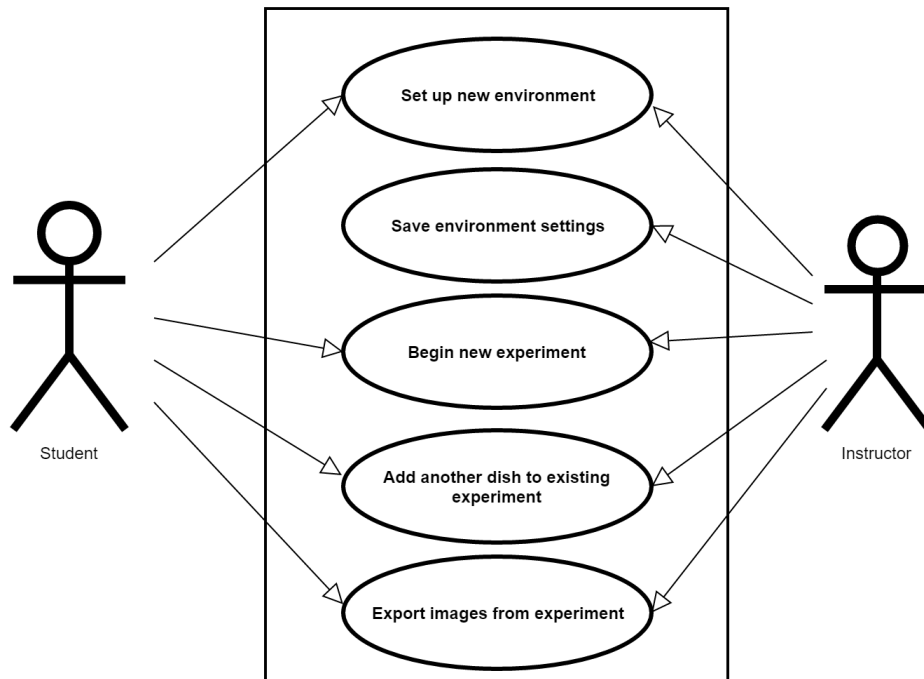 Set up new environment
Save environment settings
Begin new experiment
Student
Instructor
Add another dish to existing
experiment
Export images from experiment